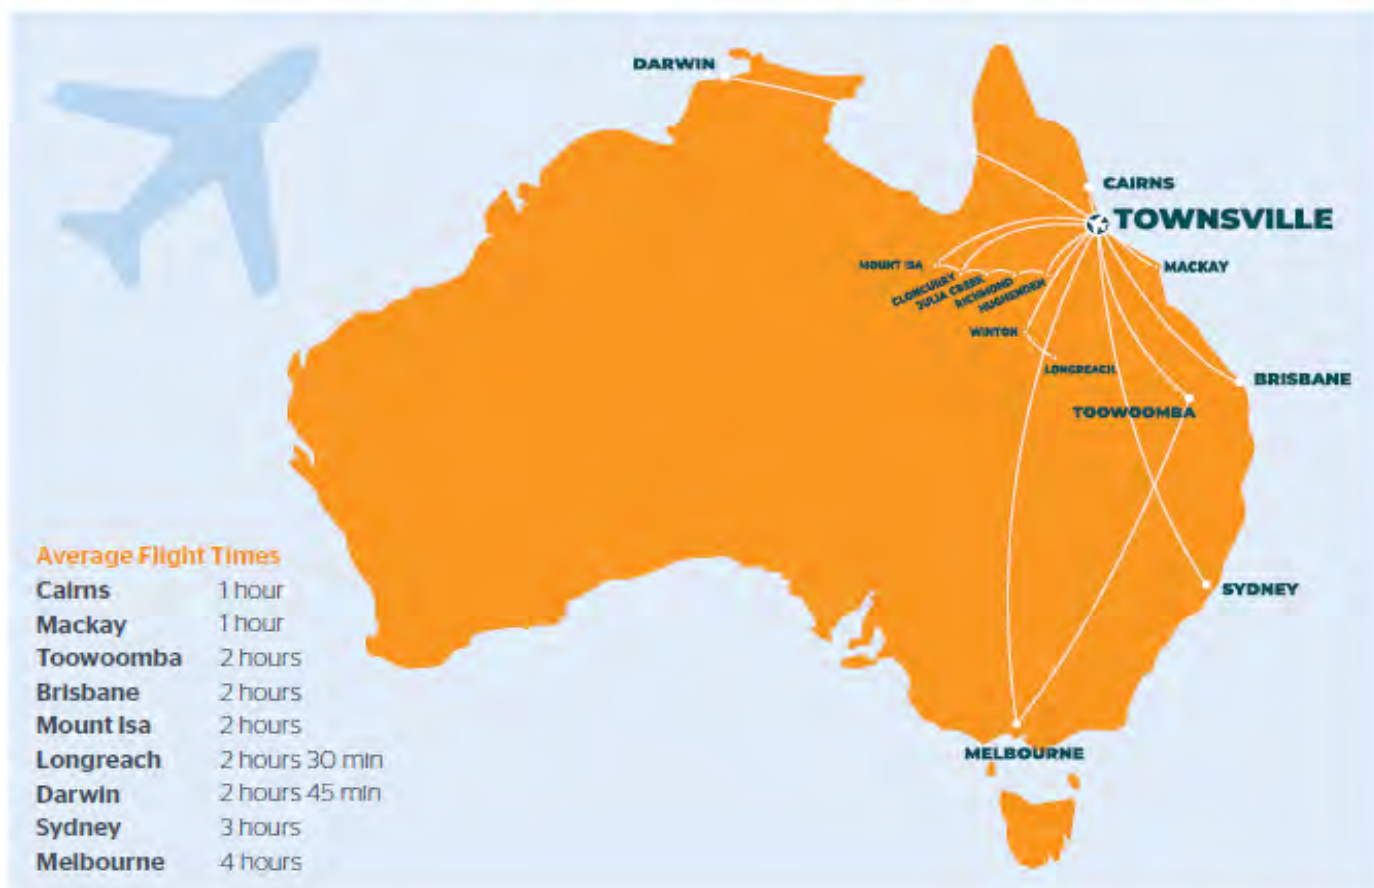 DARWIN
CAIRNS
TOWNSVILLE
MOUNT ISA
MACKAY
CLONCURRY
JULIA CREEK
RICHMOND
HUGHENDEN
WINTON
LONGREACH
BRISBANE
TOOWOOMBA
SYDNEY
MELBOURNE
Average Flight Times
Cairns 1 hour
Mackay 1 hour
Toowoomba 2 hours
Brisbane 2 hours
Mount Isa 2 hours
Longreach 2 hours 30 min
Darwin 2 hours 45 min
Sydney 3 hours
Melbourne 4 hours